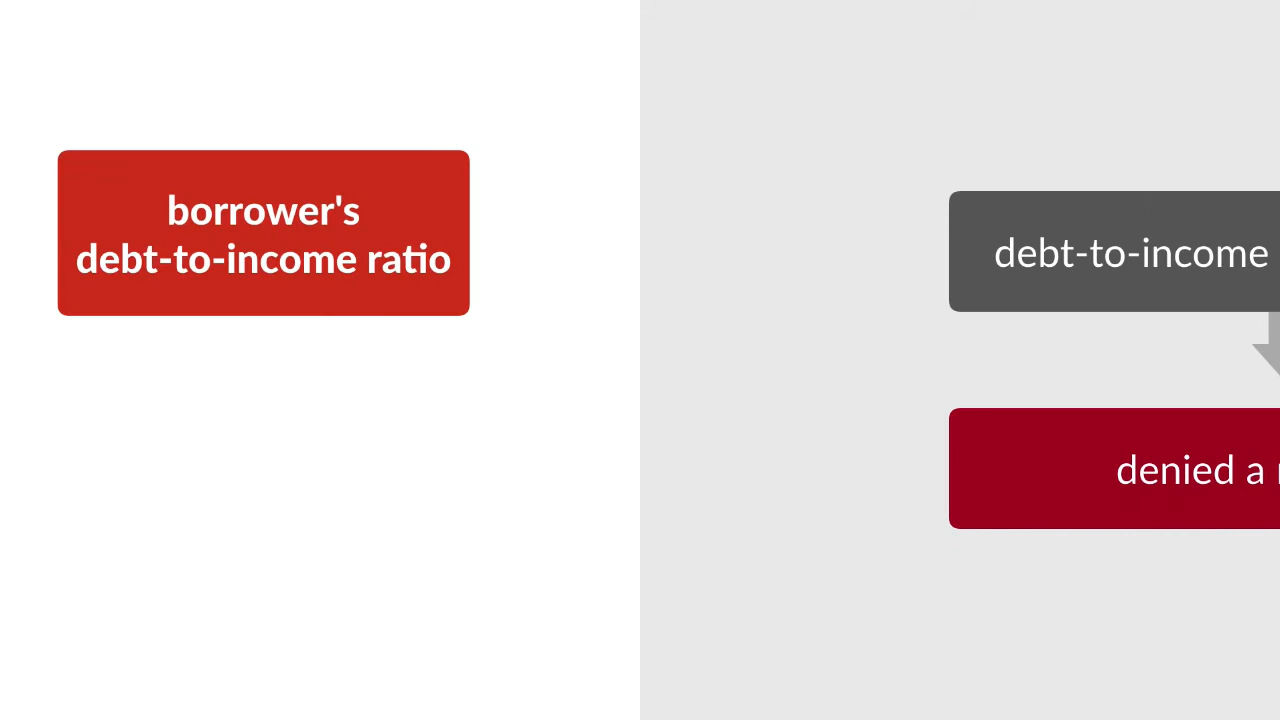 borrower's
debt-to-income ratio
debt-to-income
denied a